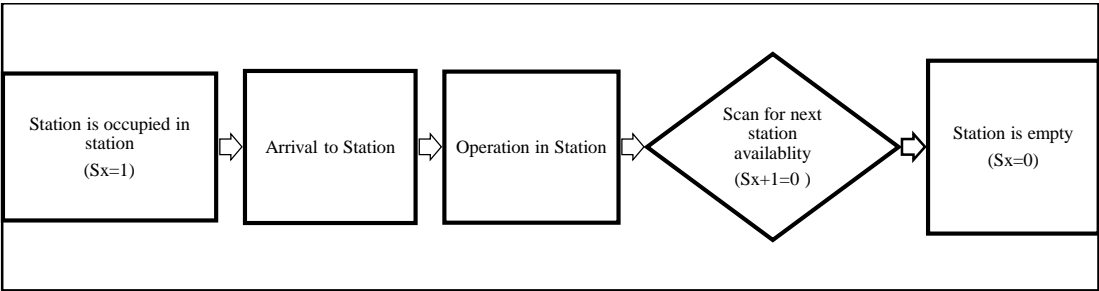 Station is occupied in
station
(Sx=1)
Arrival to Station
Operation in Station
Scan for next
station
availablity
(Sx+1=0 )
Station is empty
(Sx=0)